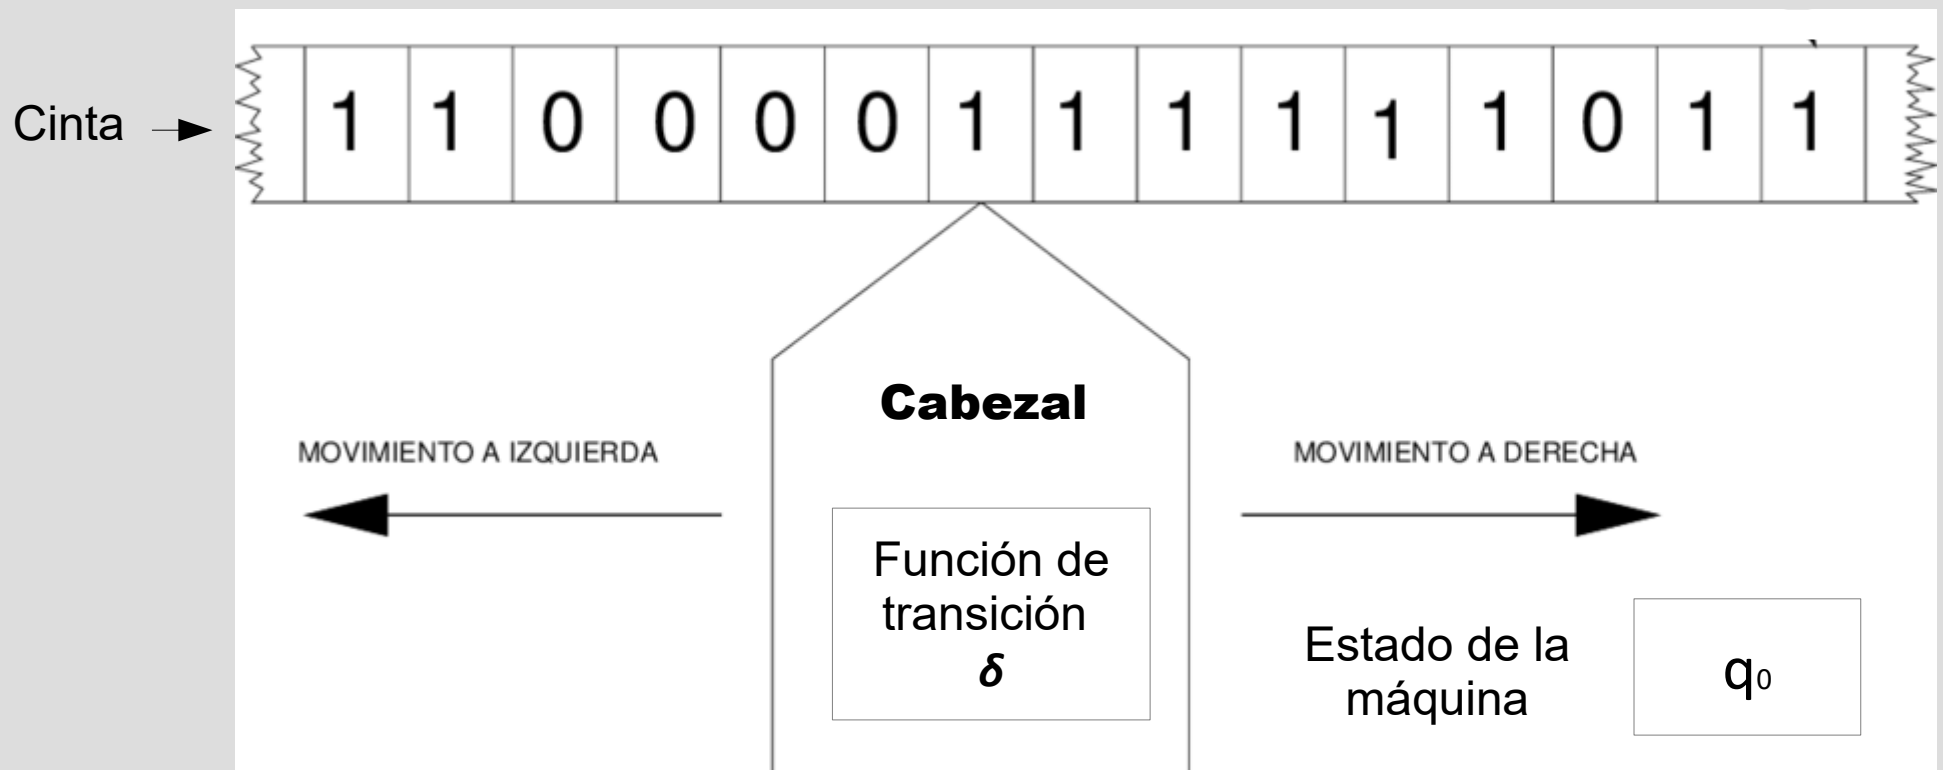 Cinta
1 1 0 0 0 0 1 1 1 1 1 1 0 1 1
Cabezal
MOVIMIENTO A IZQUIERDA
MOVIMIENTO A DERECHA
Función de
transición
δ
Estado de la
máquina
q0